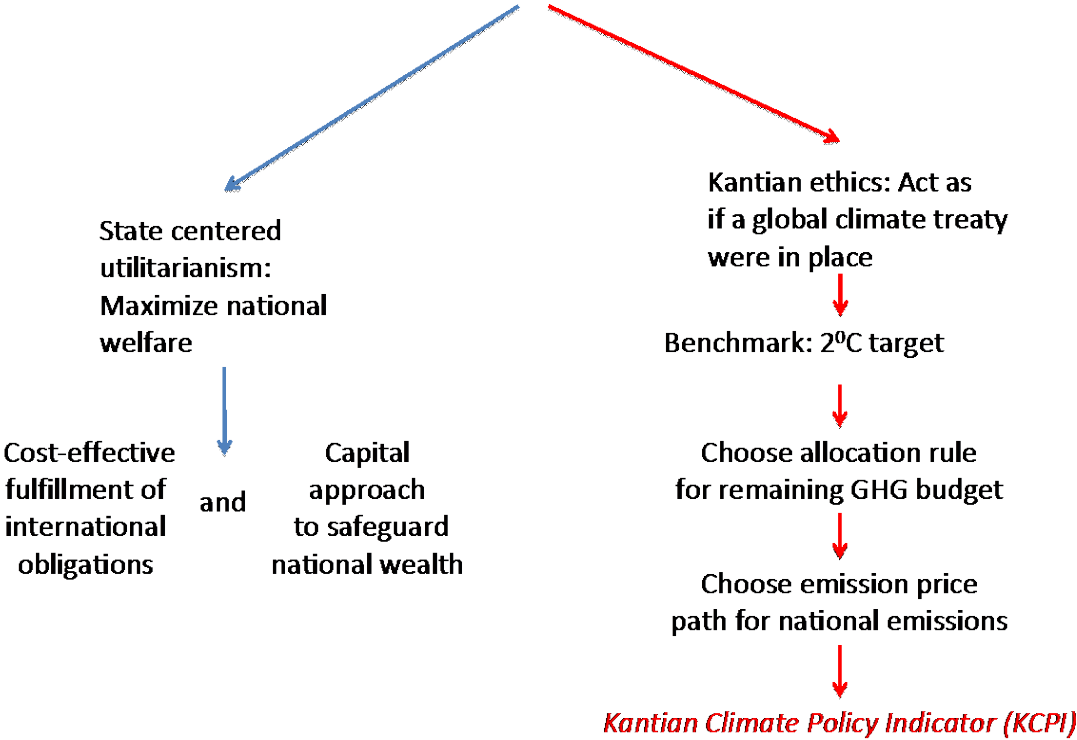 State centered
utilitarianism:
Maximize national
welfare
Cost-effective
fulfillment of
international
obligations
and
Capital
approach
to safeguard
national wealth
Kantian ethics: Act as
if a global climate treaty
were in place
Benchmark: 2⁰C target
Choose allocation rule
for remaining GHG budget
Choose emission price
path for national emissions
Kantian Climate Policy Indicator (KCPI)